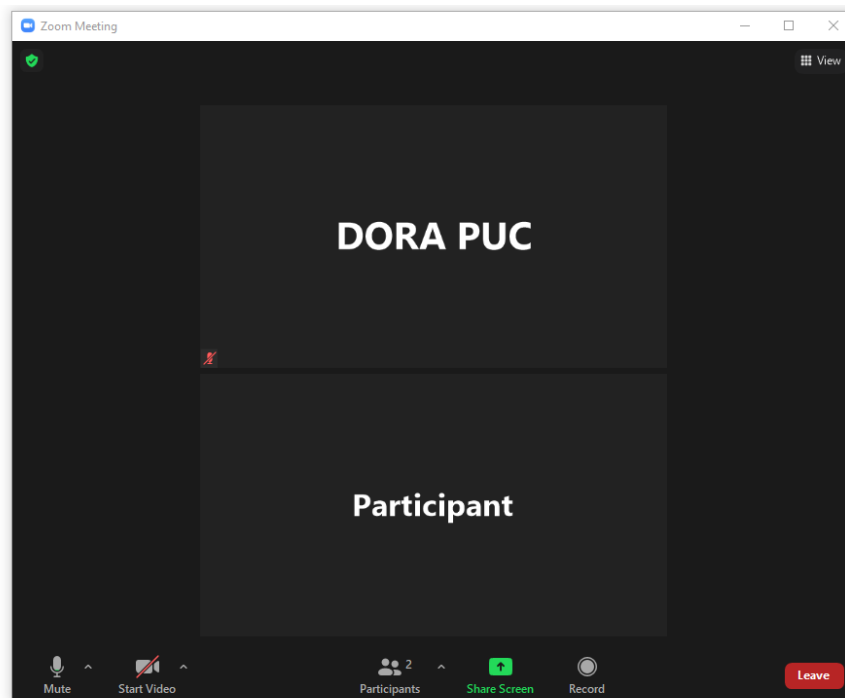 Zoom Meeting
View
DORA PUC
Participant
Mute
Start Video
Participants
2
Share Screen
Record
Leave